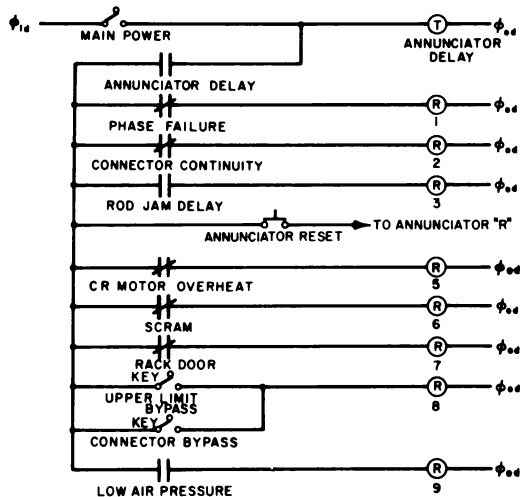 ϕ1d MAIN POWER T ϕod
ANNUNCIATOR
DELAY
ANNUNCIATOR DELAY
R ϕod
PHASE FAILURE 1
R ϕod
CONNECTOR CONTINUITY 2
R ϕod
ROD JAM DELAY 3
ANNUNCIATOR RESET TO ANNUNCIATOR "R"
R ϕod
CR MOTOR OVERHEAT 5
R ϕod
SCRAM 6
R ϕod
RACK DOOR 7
KEY R ϕod
UPPER LIMIT 8
BYPASS
KEY
CONNECTOR BYPASS
R ϕod
LOW AIR PRESSURE 9